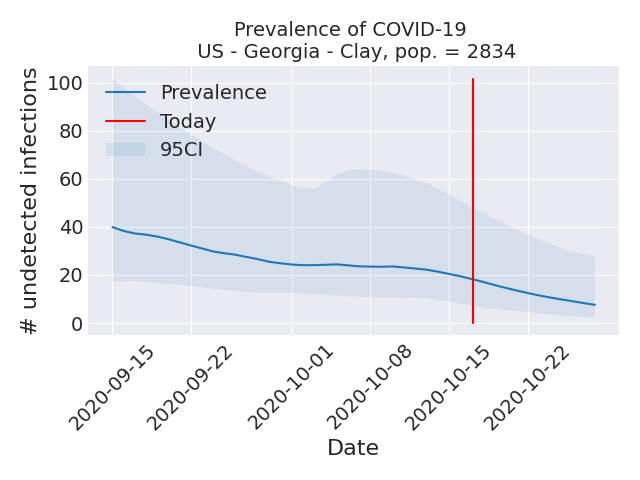 Prevalence of COVID-19
US - Georgia - Clay, pop. = 2834
# undetected infections
100
80
60
40
20
0
Prevalence
Today
95CI
2020-09-15
2020-09-22
2020-10-01
2020-10-08
2020-10-15
2020-10-22
Date